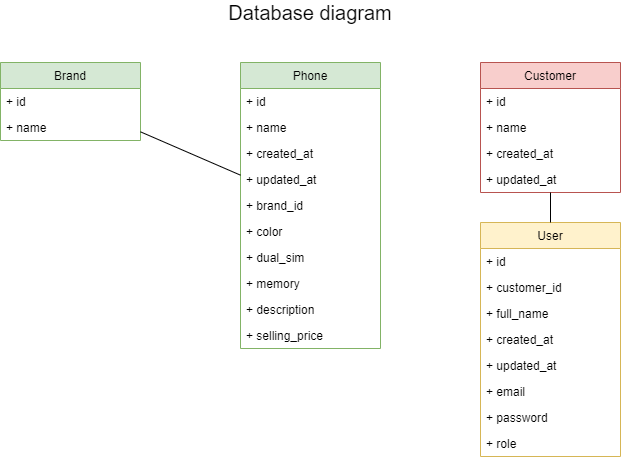 Database diagram
Brand
+ id
+ name
Phone
+ id
+ name
+ created_at
+ updated_at
+ brand_id
+ color
+ dual_sim
+ memory
+ description
+ selling_price
Customer
+ id
+ name
+ created_at
+ updated_at
User
+ id
+ customer_id
+ full_name
+ created_at
+ updated_at
+ email
+ password
+ role